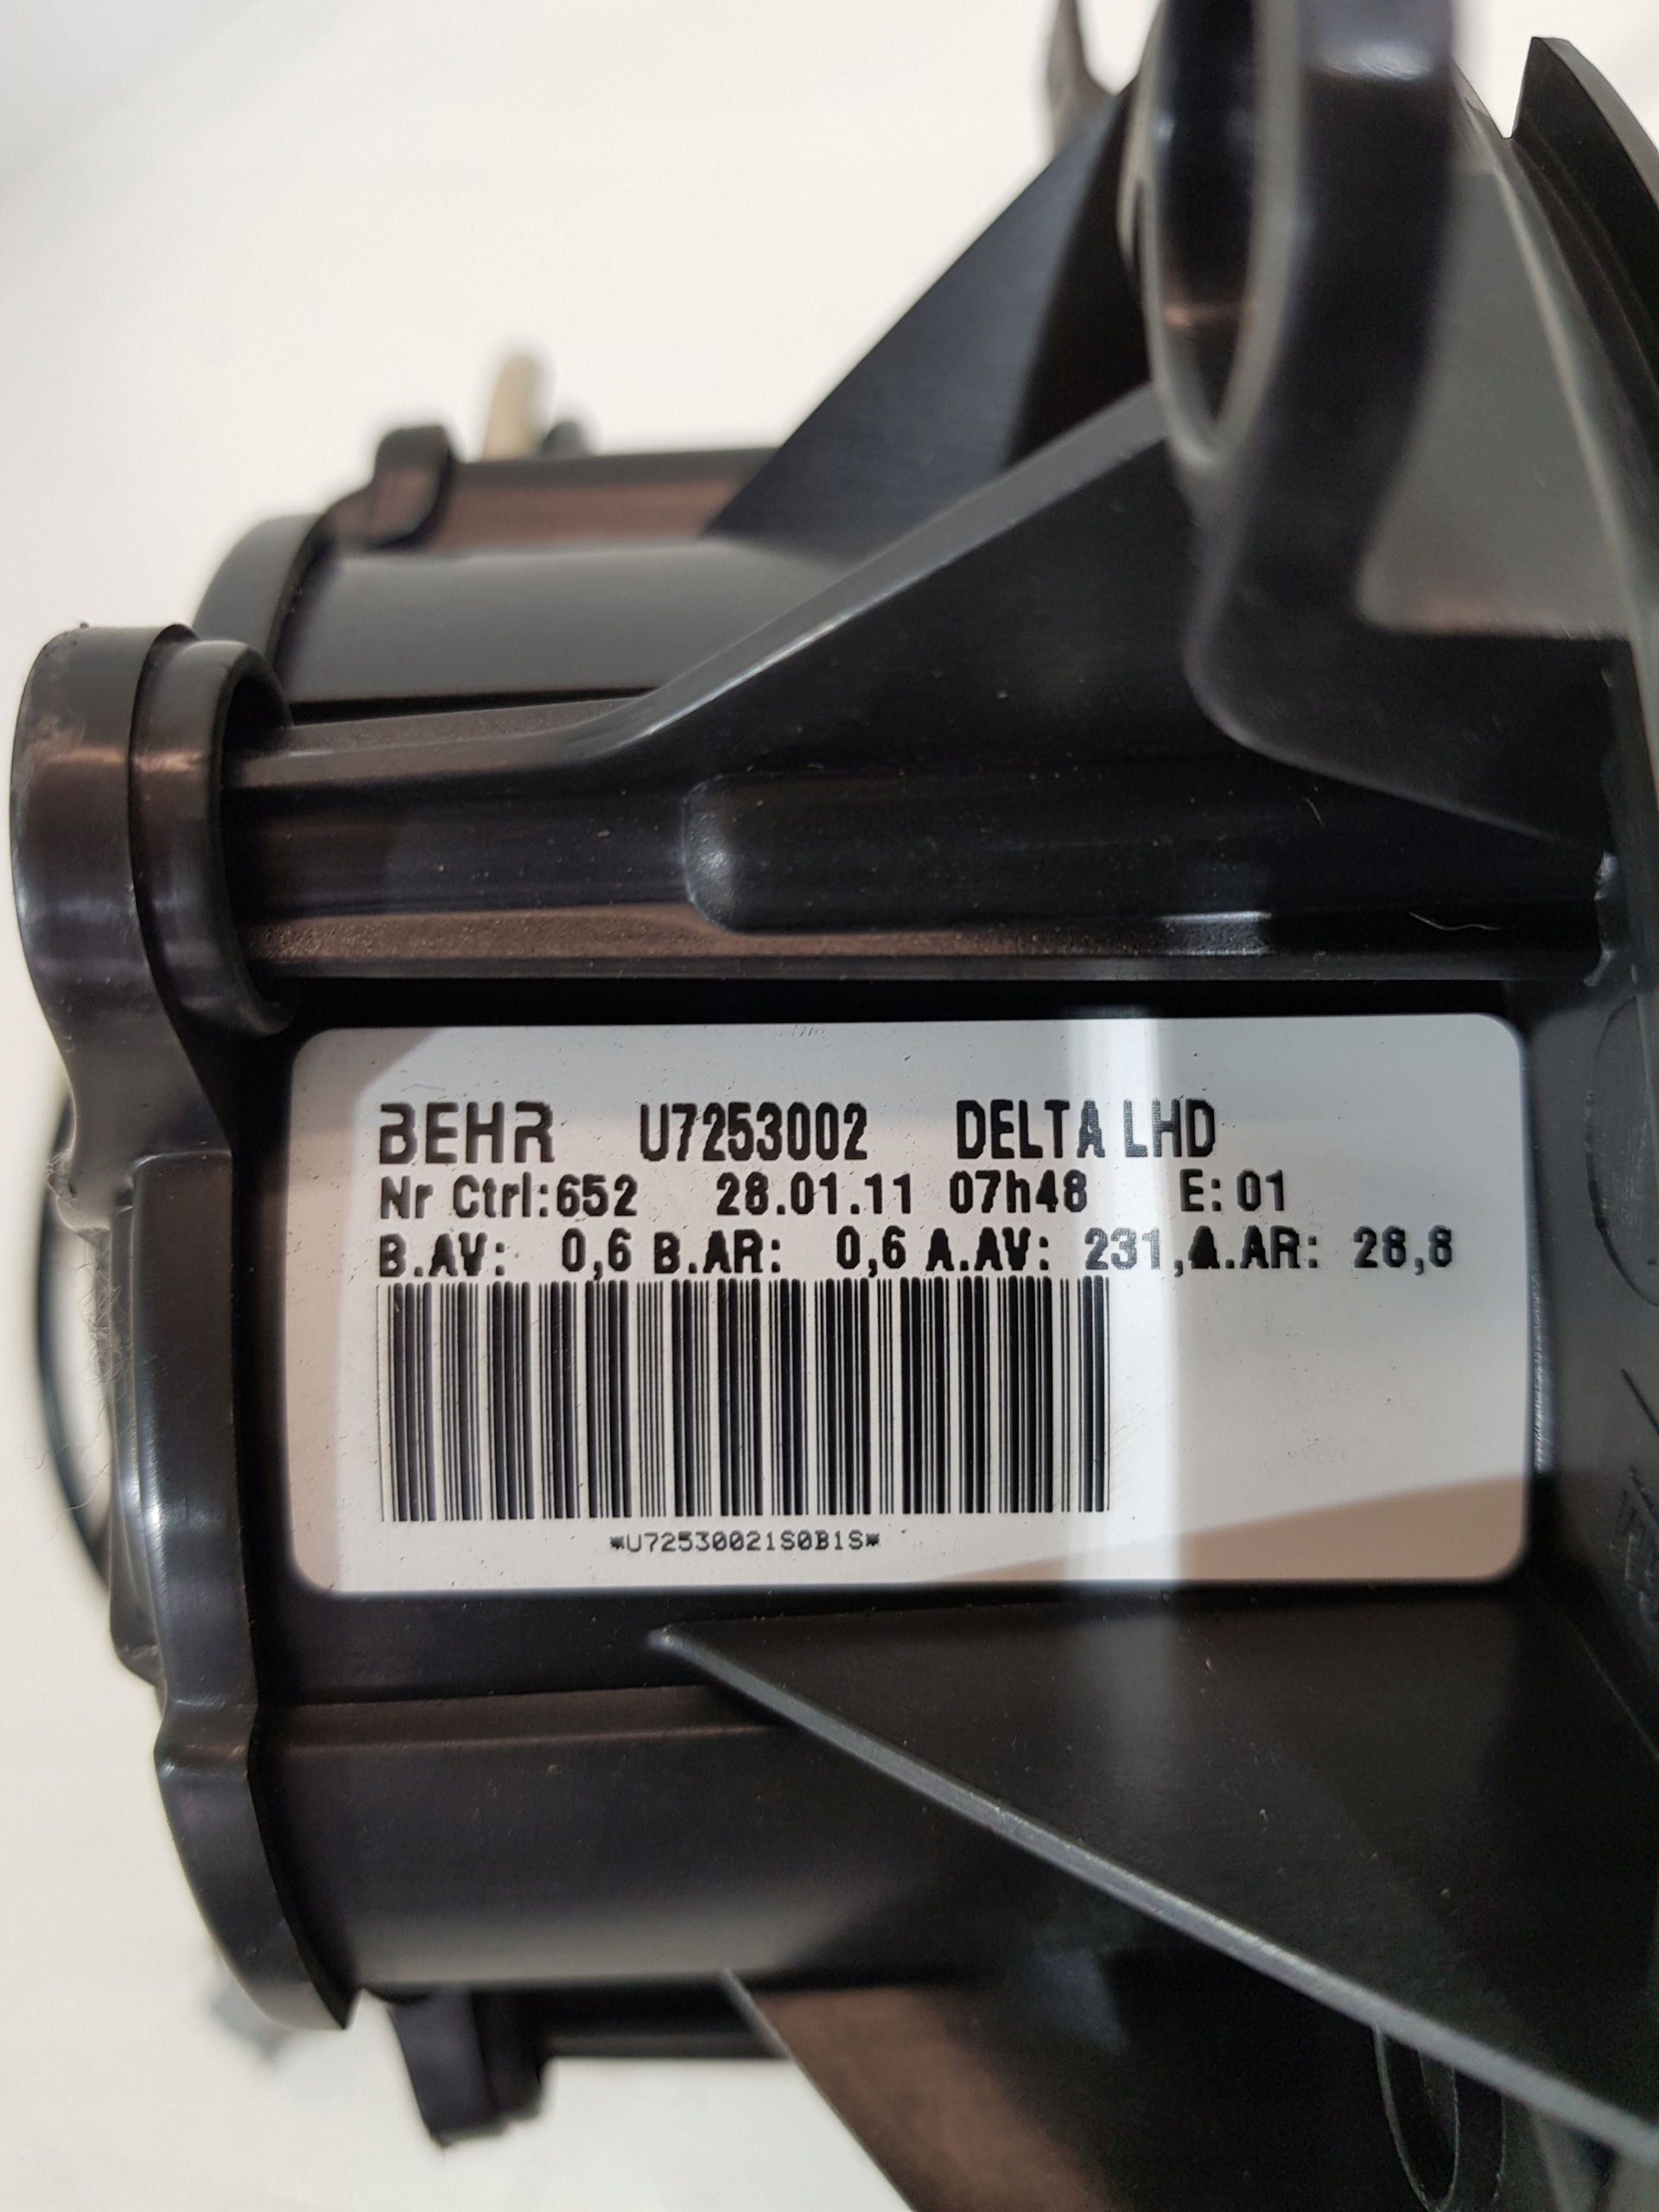 BEHR U7253002 DELTA LHD
Nr Ctrl:652 28.01.11 07h48 E: 01
B.AV: 0,6 B.AR: 0,6 A.AV: 231,A.AR: 28,8
*U72530021S0B1S*